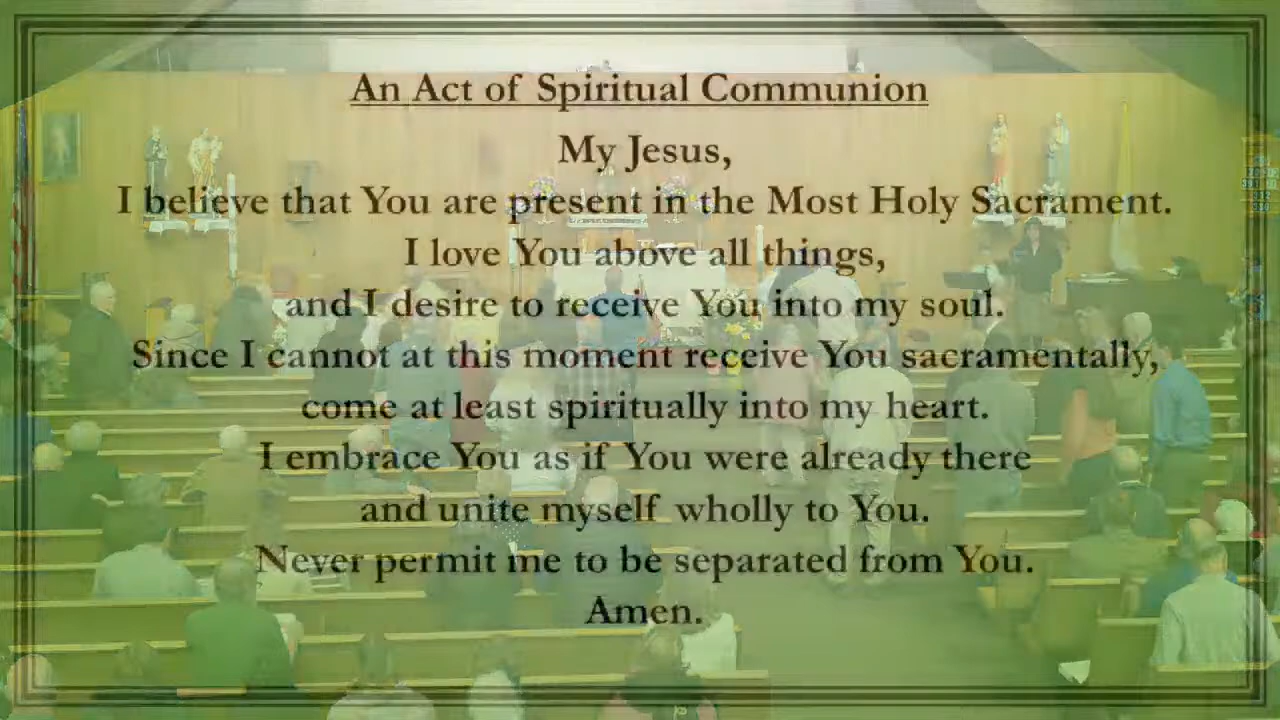 An Act of Spiritual Communion
My Jesus,
I believe that You are present in the Most Holy Sacrament.
I love You above all things,
and I desire to receive You into my soul.
Since I cannot at this moment receive You sacramentally,
come at least spiritually into my heart.
I embrace You as if You were already there
and unite myself wholly to You.
Never permit me to be separated from You.
Amen.